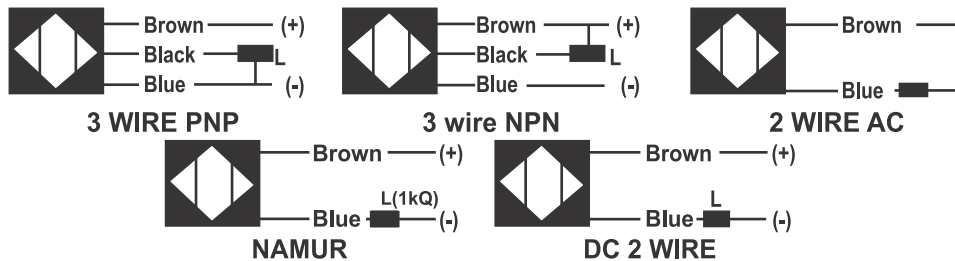 Brown (+) Brown (+) Brown
Black L Black L
Blue (-) Blue (-) Blue
3 WIRE PNP 3 wire NPN 2 WIRE AC
Brown (+) Brown (+)
L(1kQ) L
Blue (-) Blue (-)
NAMUR DC 2 WIRE